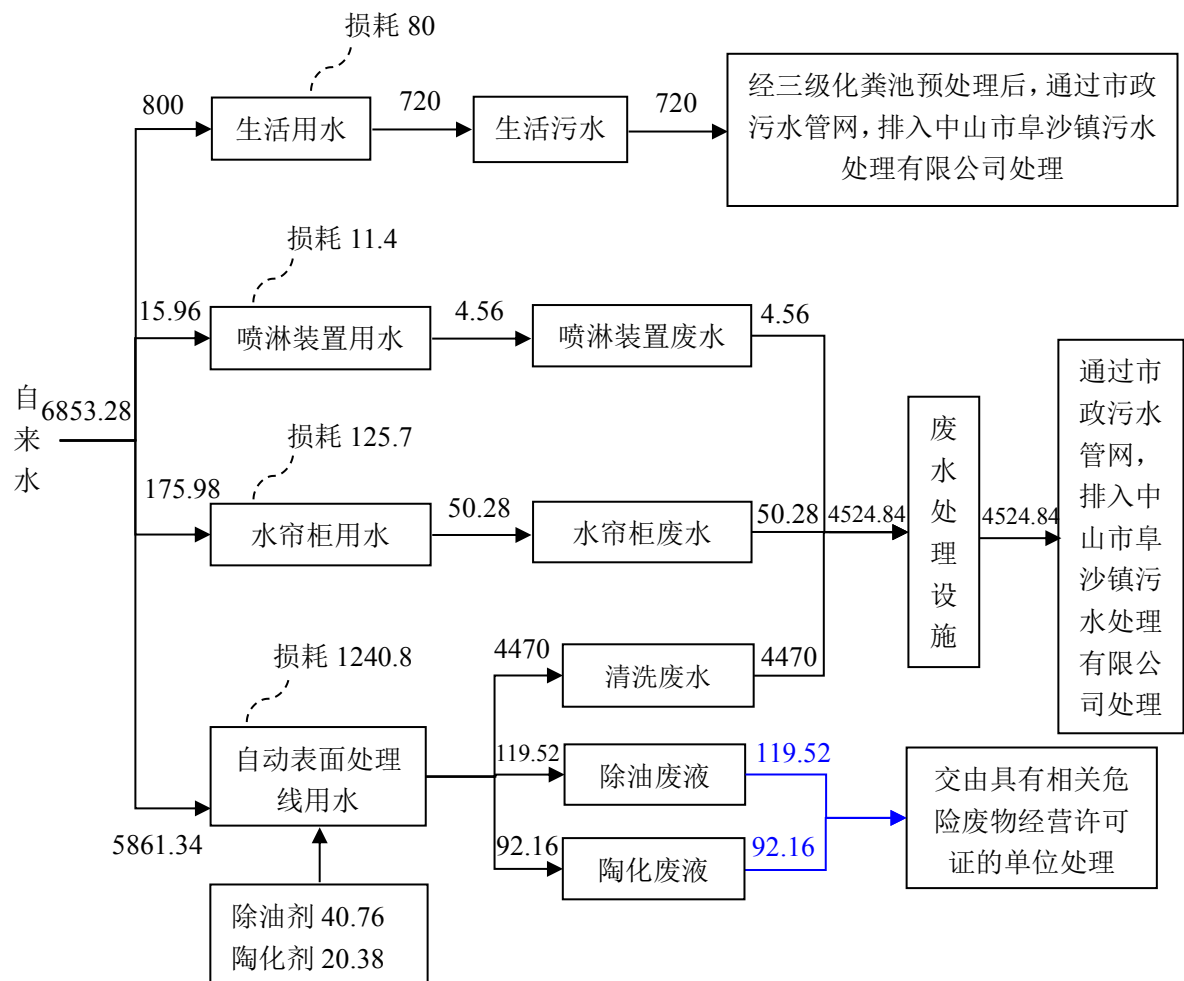 损耗 80
800
生活用水
720
生活污水
720
经三级化粪池预处理后，通过市政
污水管网，排入中山市阜沙镇污水
处理有限公司处理
损耗 11.4
15.96
喷淋装置用水
4.56
喷淋装置废水
4.56
自
来
水
6853.28
损耗 125.7
175.98
水帘柜用水
50.28
水帘柜废水
50.28
4524.84
废
水
处
理
设
施
4524.84
通过市
政污水
管网，
排入中
山市阜
沙镇污
水处理
有限公
司处理
损耗 1240.8
5861.34
自动表面处理
线用水
4470
清洗废水
4470
119.52
除油废液
119.52
92.16
陶化废液
92.16
交由具有相关危
险废物经营许可
证的单位处理
除油剂 40.76
陶化剂 20.38